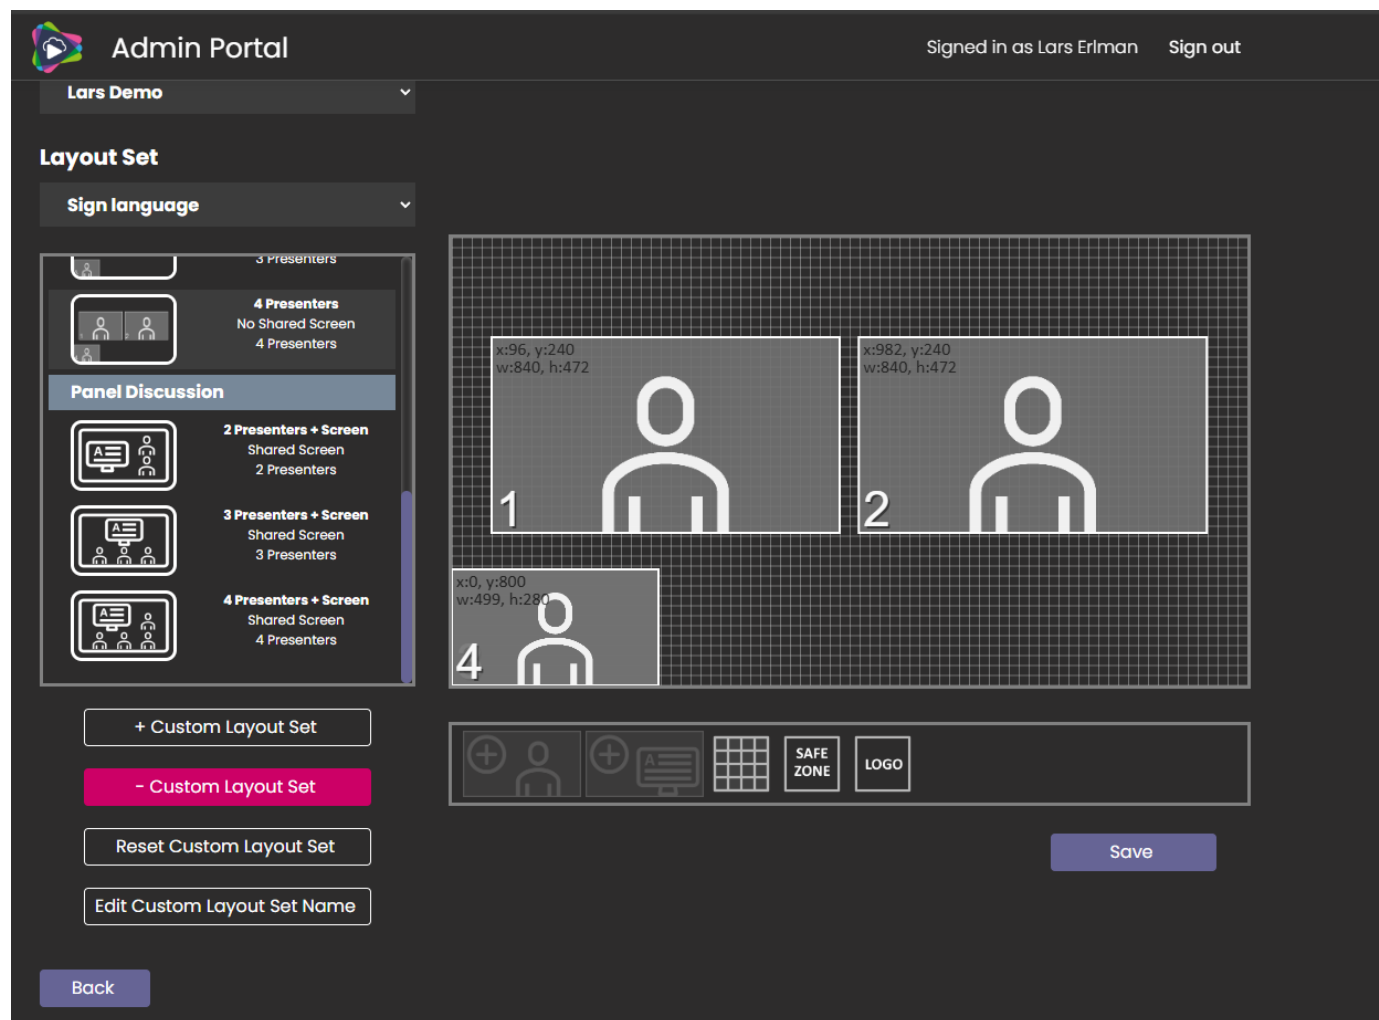 Admin Portal
Signed in as Lars Erlman
Sign out
Lars Demo
Layout Set
Sign language
3 Presenters
4 Presenters
No Shared Screen
4 Presenters
Panel Discussion
2 Presenters + Screen
Shared Screen
2 Presenters
3 Presenters + Screen
Shared Screen
3 Presenters
4 Presenters + Screen
Shared Screen
4 Presenters
+ Custom Layout Set
- Custom Layout Set
Reset Custom Layout Set
Edit Custom Layout Set Name
Back
x:96, y:240
w:840, h:472
1
x:982, y:240
w:840, h:472
2
x:0, y:800
w:499, h:280
4
A
SAFE
ZONE
LOGO
Save